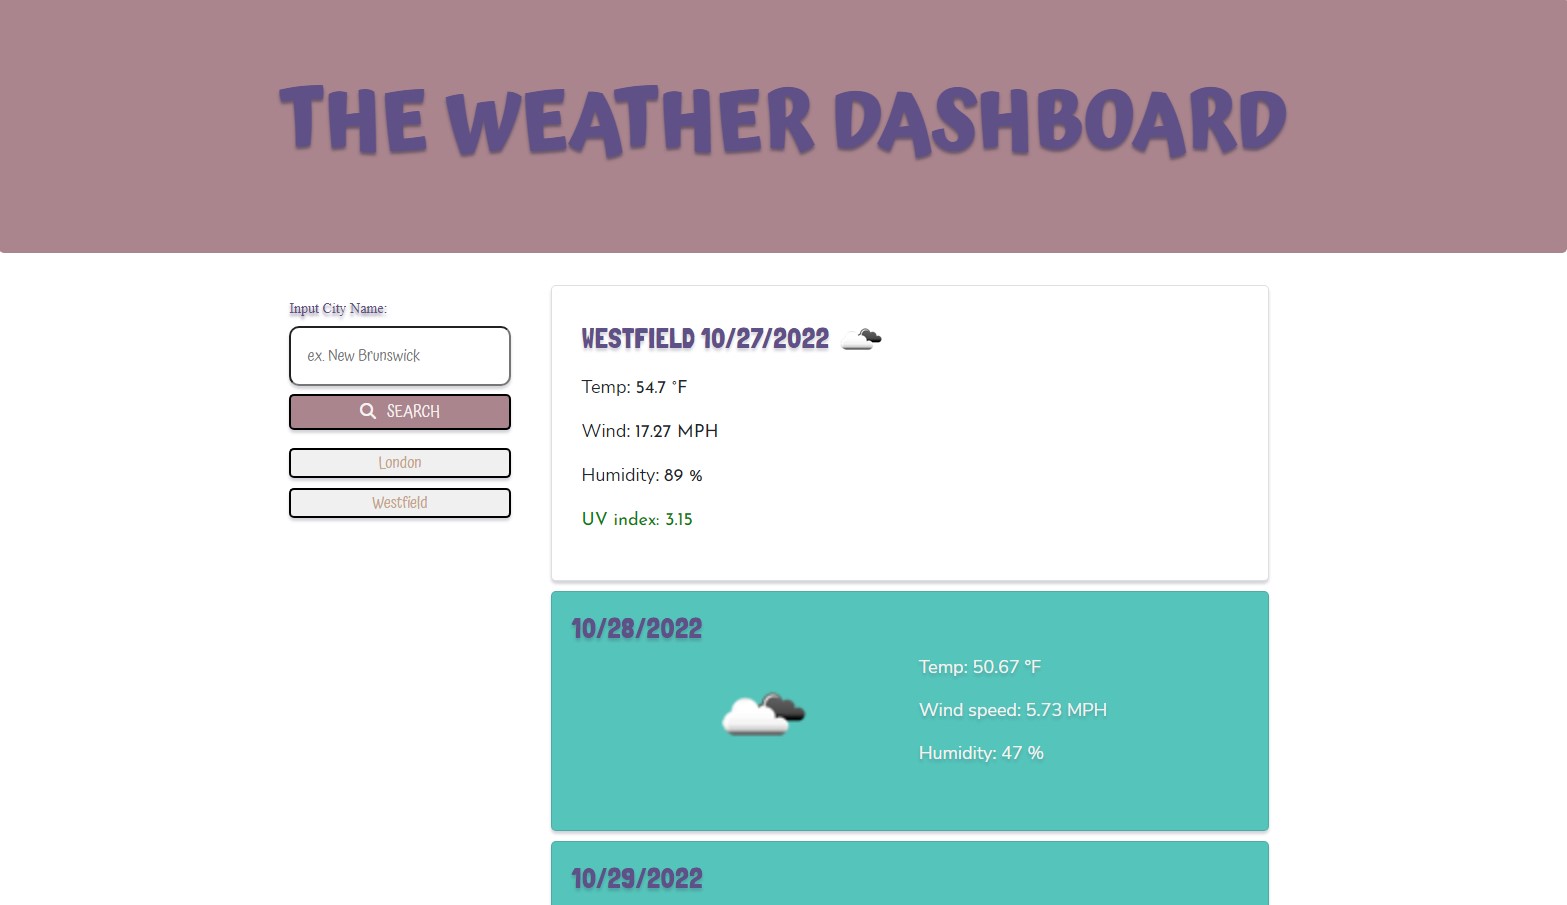 THE WEATHER DASHBOARD
Input City Name:
ex. New Brunswick
SEARCH
London
Westfield
WESTFIELD 10/27/2022
Temp: 54.7 °F
Wind: 17.27 MPH
Humidity: 89 %
UV index: 3.15
10/28/2022
Temp: 50.67 °F
Wind speed: 5.73 MPH
Humidity: 47 %
10/29/2022